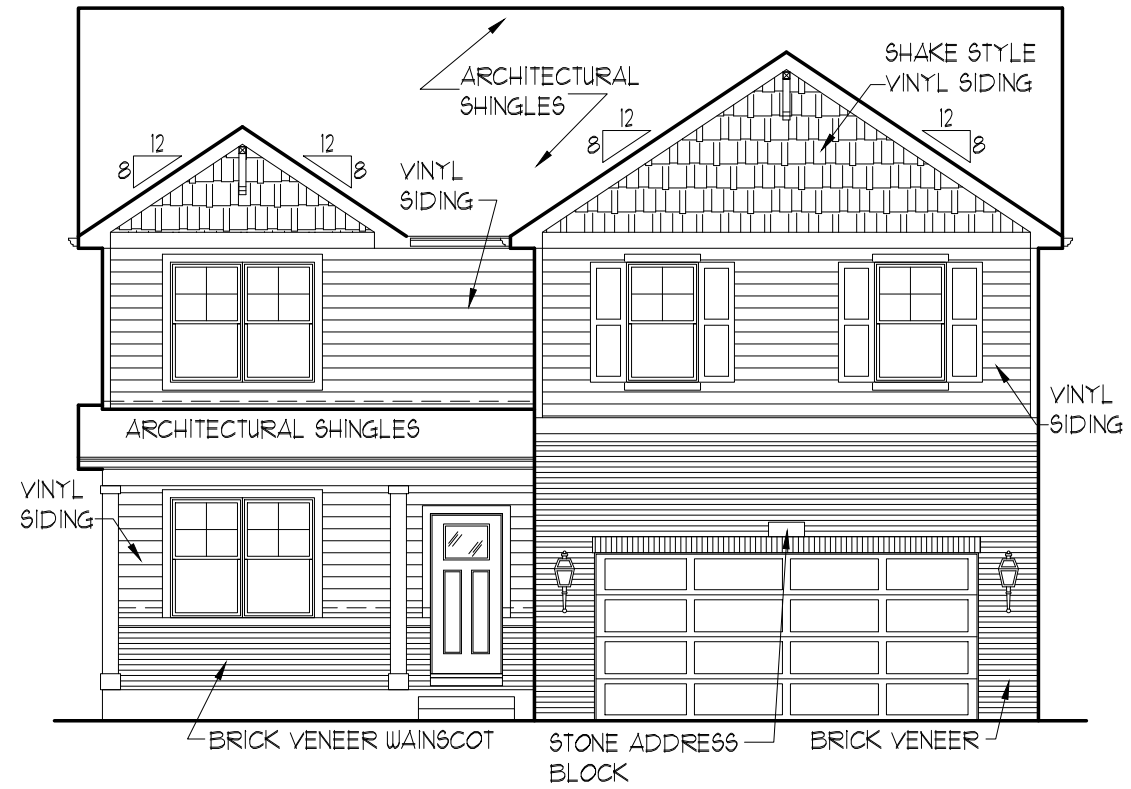 SHAKE STYLE
VINYL SIDING
ARCHITECTURAL
SHINGLES
12
8
12
8
12
8
12
8
VINYL
SIDING
VINYL
SIDING
ARCHITECTURAL SHINGLES
VINYL
SIDING
BRICK VENEER WAINSCOT
STONE ADDRESS
BLOCK
BRICK VENEER